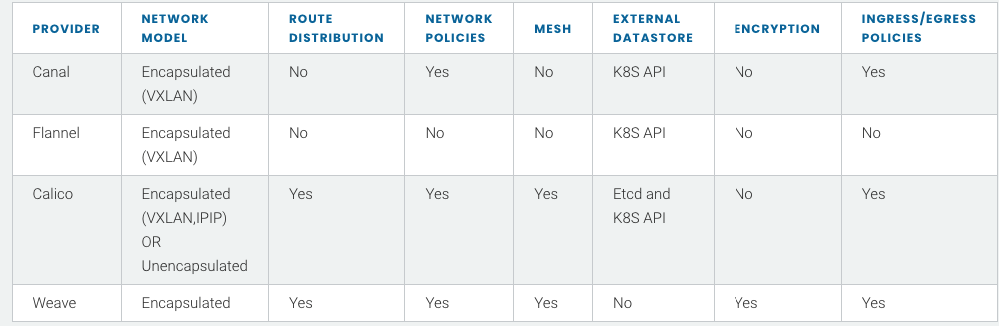 PROVIDER NETWORK MODEL ROUTE DISTRIBUTION NETWORK POLICIES MESH EXTERNAL DATASTORE ENCRYPTION INGRESS/EGRESS POLICIES
Canal Encapsulated (VXLAN) No Yes No K8S API No Yes
Flannel Encapsulated (VXLAN) No No No K8S API No No
Calico Encapsulated (VXLAN,IPIP) OR Unencapsulated Yes Yes Yes Etcd and K8S API No Yes
Weave Encapsulated Yes Yes Yes No Yes Yes